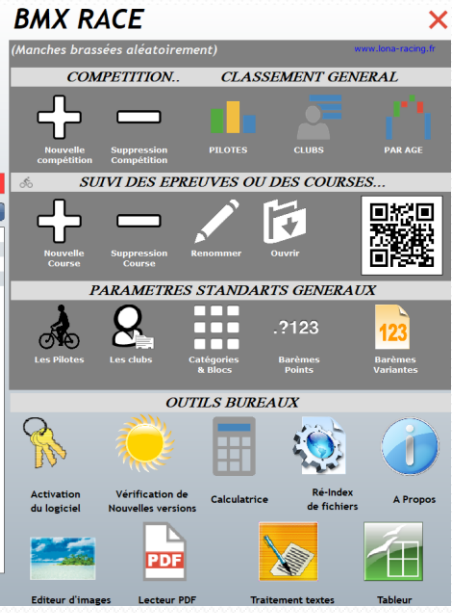 BMX RACE
(Manches brassées aléatoirement) www.lona-racing.fr
COMPETITION.. CLASSEMENT GENERAL
Nouvelle compétition
Suppression Compétition
PILOTES
CLUBS
PAR AGE
SUIVI DES EPREUVES OU DES COURSES...
Nouvelle Course
Suppression Course
Renommer
Ouvrir
PARAMETRES STANDARTS GENERAUX
.?123
123
Les Pilotes
Les clubs
Catégories & Blocs
Barèmes Points
Barèmes Variantes
OUTILS BUREAUX
Activation du logiciel
Vérification de Nouvelles versions
Calculatrice
Ré-Index de fichiers
A Propos
PDF
Editeur d'images
Lecteur PDF
Traitement textes
Tableur